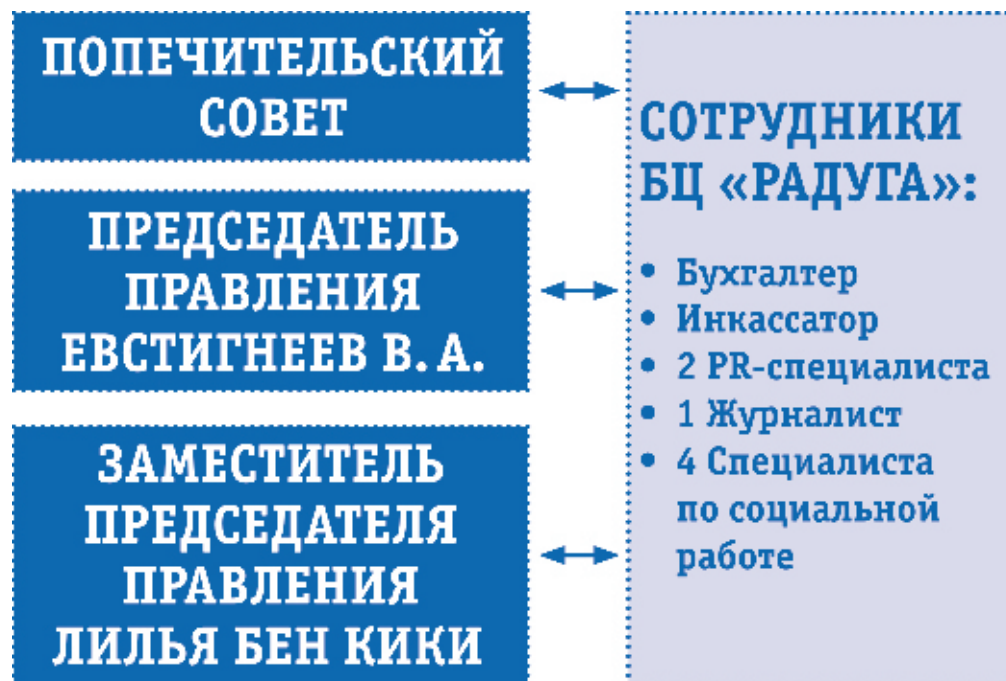 ПОПЕЧИТЕЛЬСКИЙ
СОВЕТ
ПРЕДСЕДАТЕЛЬ
ПРАВЛЕНИЯ
ЕВСТИГНЕЕВ В. А.
ЗАМЕСТИТЕЛЬ
ПРЕДСЕДАТЕЛЯ
ПРАВЛЕНИЯ
ЛИЛЬЯ БЕН КИКИ
СОТРУДНИКИ
БЦ «РАДУГА»:
• Бухгалтер
• Инкассатор
• 2 PR-специалиста
• 1 Журналист
• 4 Специалиста
по социальной
работе